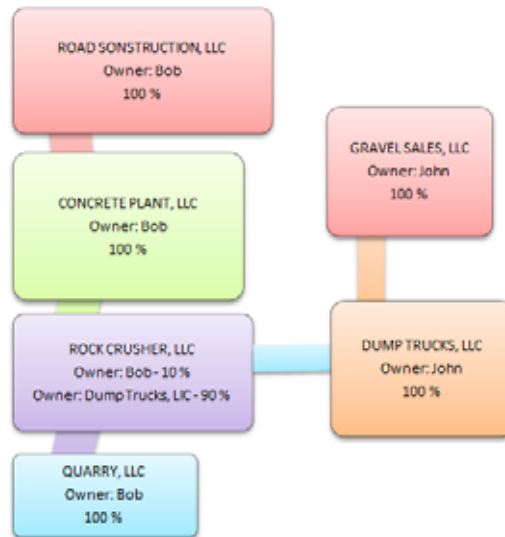 ROAD SONSTRUCTION, LLC
Owner: Bob
100 %
CONCRETE PLANT, LLC
Owner: Bob
100 %
ROCK CRUSHER, LLC
Owner: Bob - 10 %
Owner: Dump Trucks, LIC - 90 %
QUARRY, LLC
Owner: Bob
100 %
GRAVEL SALES, LLC
Owner: John
100 %
DUMP TRUCKS, LLC
Owner: John
100 %